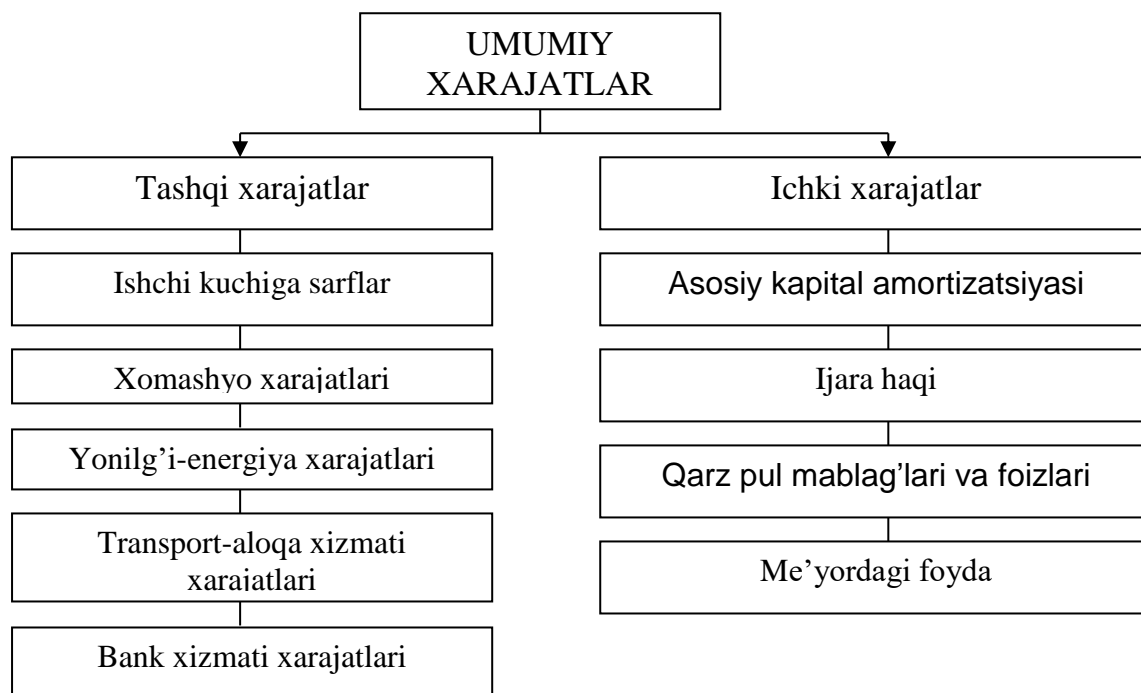 UMUMIY
XARAJATLAR
Tashqi xarajatlar
Ishchi kuchiga sarflar
Xomashyo xarajatlari
Yonilg’i-energiya xarajatlari
Transport-aloqa xizmati
xarajatlari
Bank xizmati xarajatlari
Ichki xarajatlar
Asosiy kapital amortizatsiyasi
Ijara haqi
Qarz pul mablag’lari va foizlari
Me’yordagi foyda